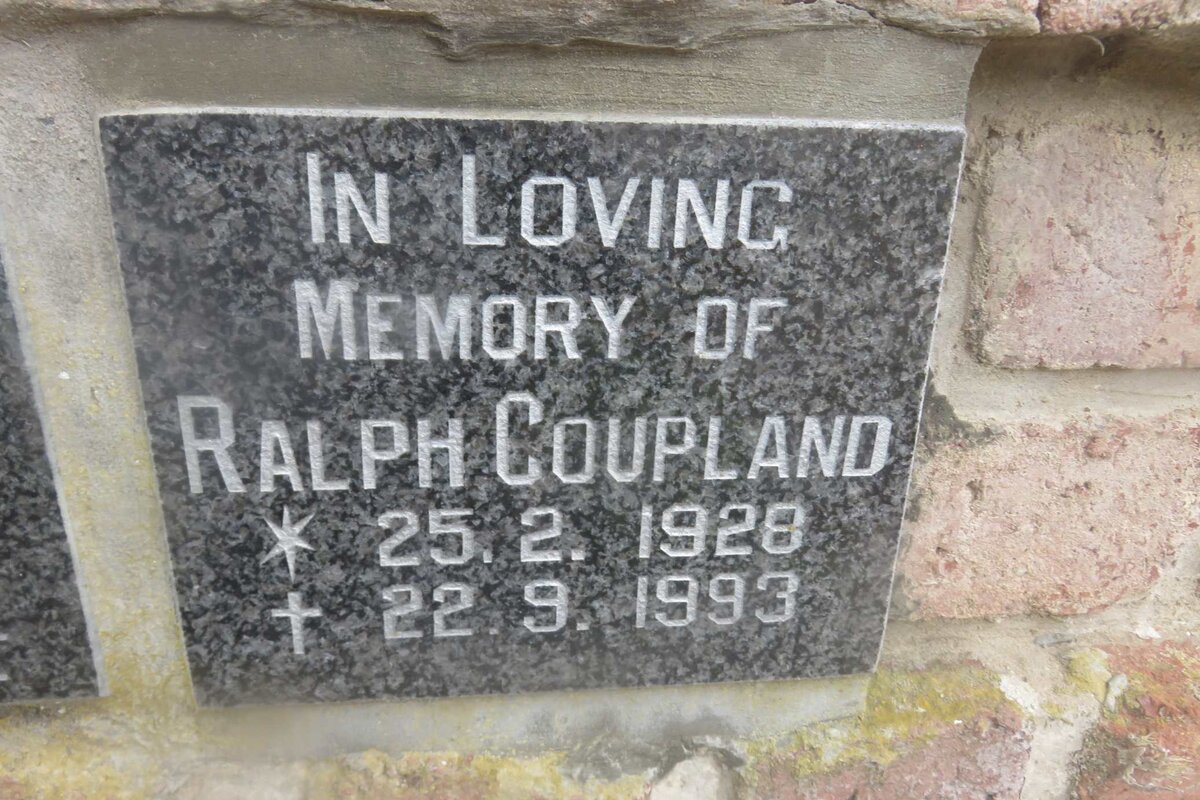 IN LOVING
MEMORY OF
RALPH COUPLAND
* 25. 2. 1928
† 22. 9. 1993